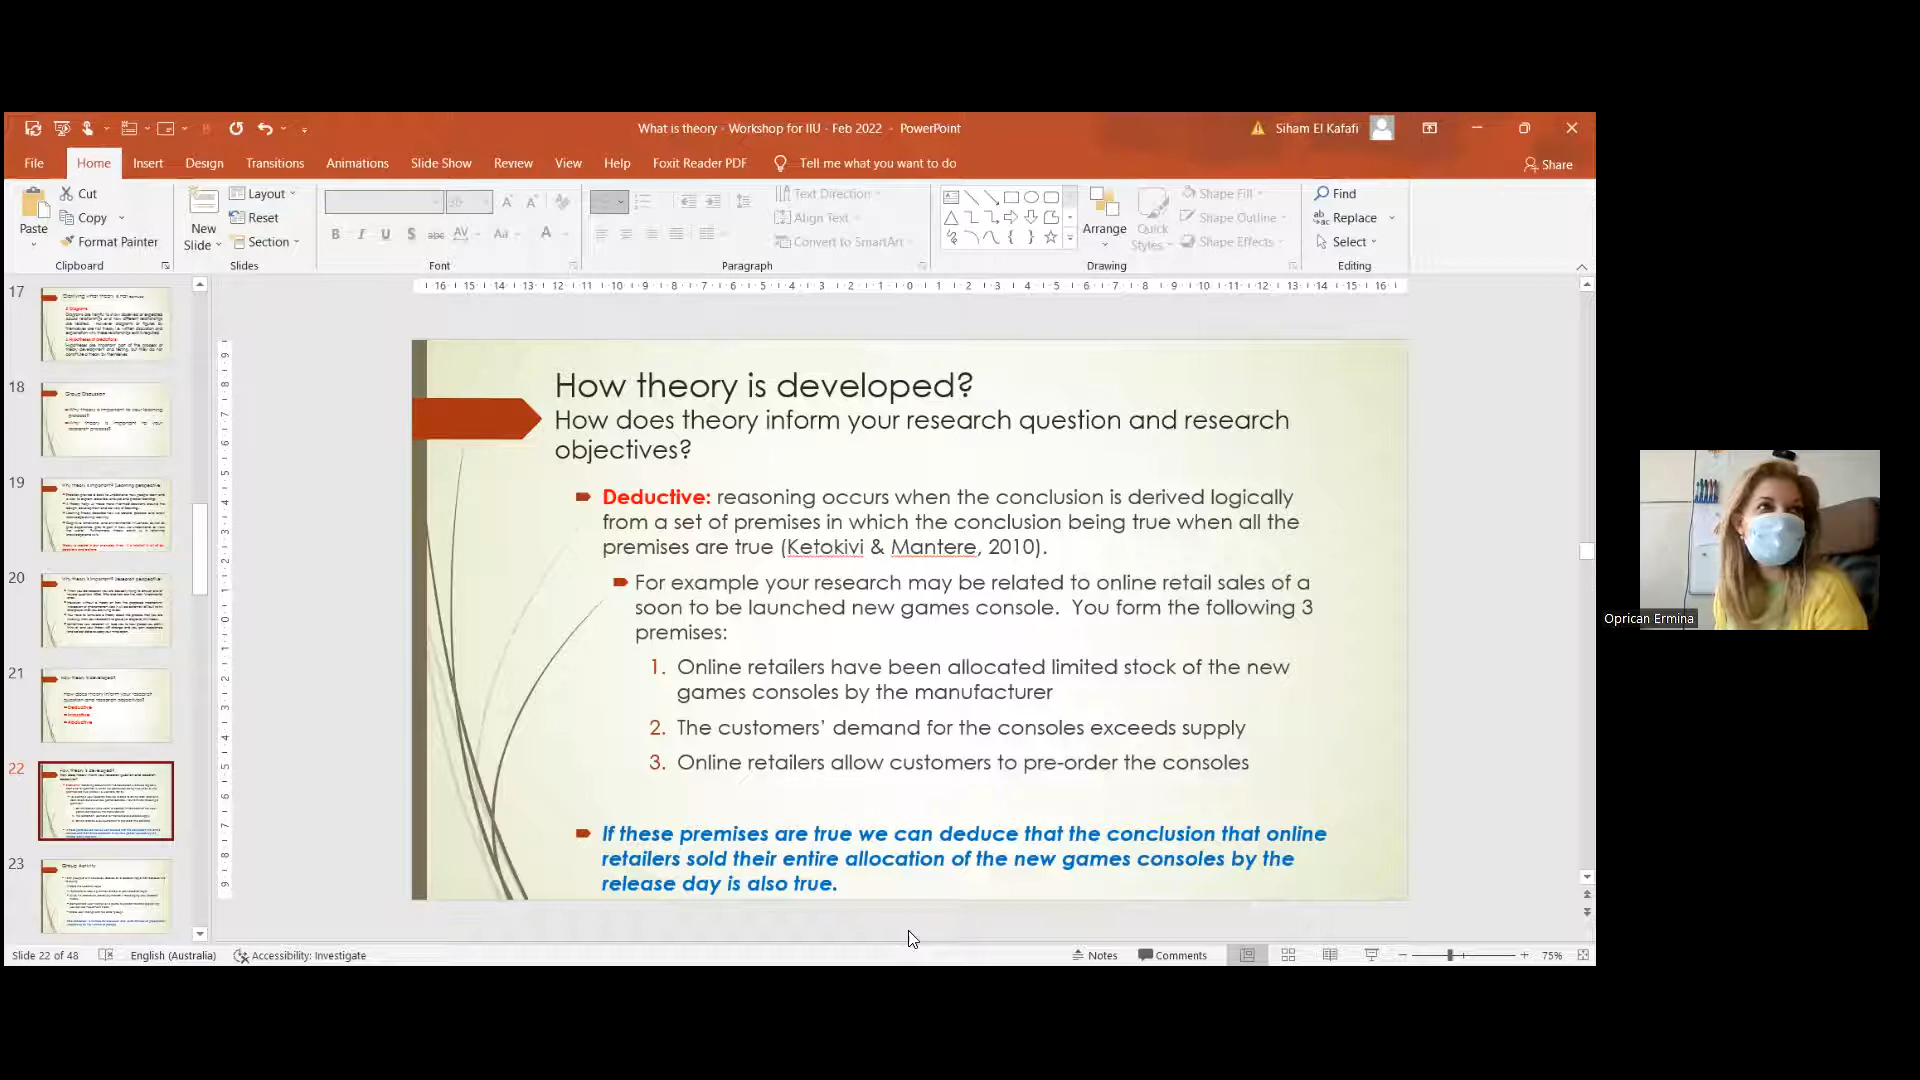 What is theory - Workshop for IIU - Feb 2022 - PowerPoint
Siham El Kafafi
File Home Insert Design Transitions Animations Slide Show Review View Help Foxit Reader PDF Tell me what you want to do
Share
Paste
Cut
Copy
Format Painter
Clipboard
New
Slide
Layout
Reset
Section
Slides
Font
Text Direction
Align Text
Convert to SmartArt
Paragraph
Arrange
Quick
Styles
Shape Fill
Shape Outline
Shape Effects
Drawing
Find
Replace
Select
Editing
17
18
Group Discussion
19
20
21
22
23
Group Activity
How theory is developed?
How does theory inform your research question and research
objectives?
Deductive: reasoning occurs when the conclusion is derived logically
from a set of premises in which the conclusion being true when all the
premises are true (Ketokivi & Mantere, 2010).
For example your research may be related to online retail sales of a
soon to be launched new games console. You form the following 3
premises:
1. Online retailers have been allocated limited stock of the new
games consoles by the manufacturer
2. The customers' demand for the consoles exceeds supply
3. Online retailers allow customers to pre-order the consoles
If these premises are true we can deduce that the conclusion that online
retailers sold their entire allocation of the new games consoles by the
release day is also true.
Oprican Ermina
Slide 22 of 48
English (Australia)
Accessibility: Investigate
Notes
Comments
75%